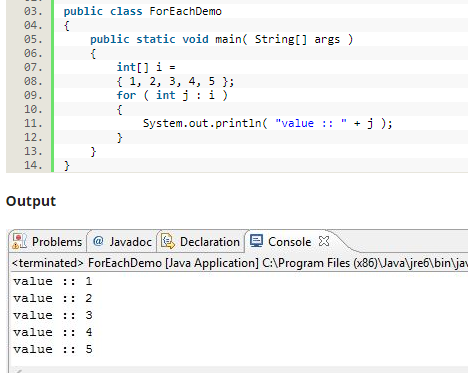 03. public class ForEachDemo
04. {
05.     public static void main( String[] args )
06.     {
07.         int[] i =
08.         { 1, 2, 3, 4, 5 };
09.         for ( int j : i )
10.         {
11.             System.out.println( "value :: " + j );
12.         }
13.     }
14. }
Output
Problems @ Javadoc Declaration Console
<terminated> ForEachDemo [Java Application] C:\Program Files (x86)\Java\jre6\bin\jav
value :: 1
value :: 2
value :: 3
value :: 4
value :: 5